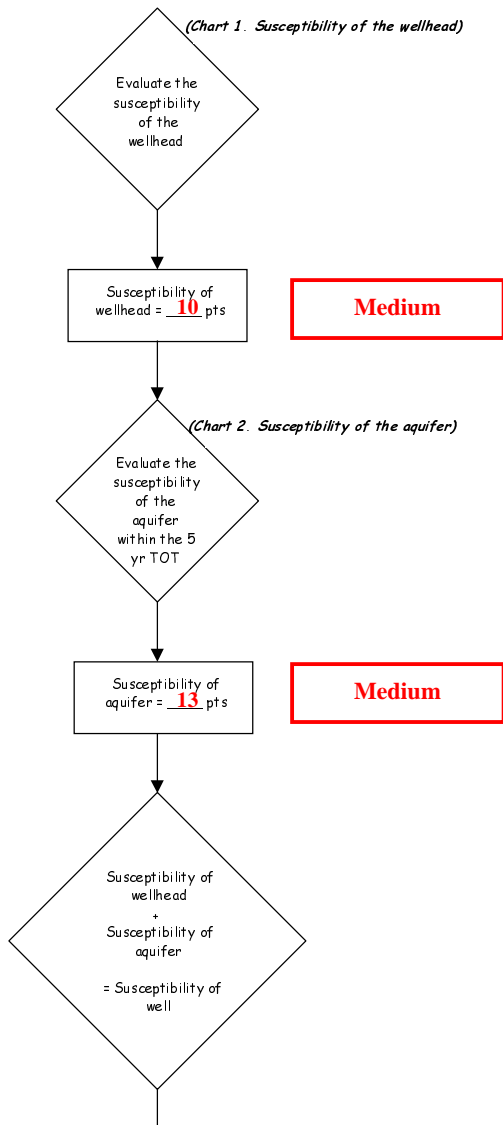 (Chart 1. Susceptibility of the wellhead)
Evaluate the
susceptibility
of the
wellhead
Susceptibility of
wellhead = 10 pts
Medium
(Chart 2. Susceptibility of the aquifer)
Evaluate the
susceptibility
of the
aquifer
within the 5
yr TOT
Susceptibility of
aquifer = 13 pts
Medium
Susceptibility of
wellhead
+
Susceptibility of
aquifer
= Susceptibility of
well